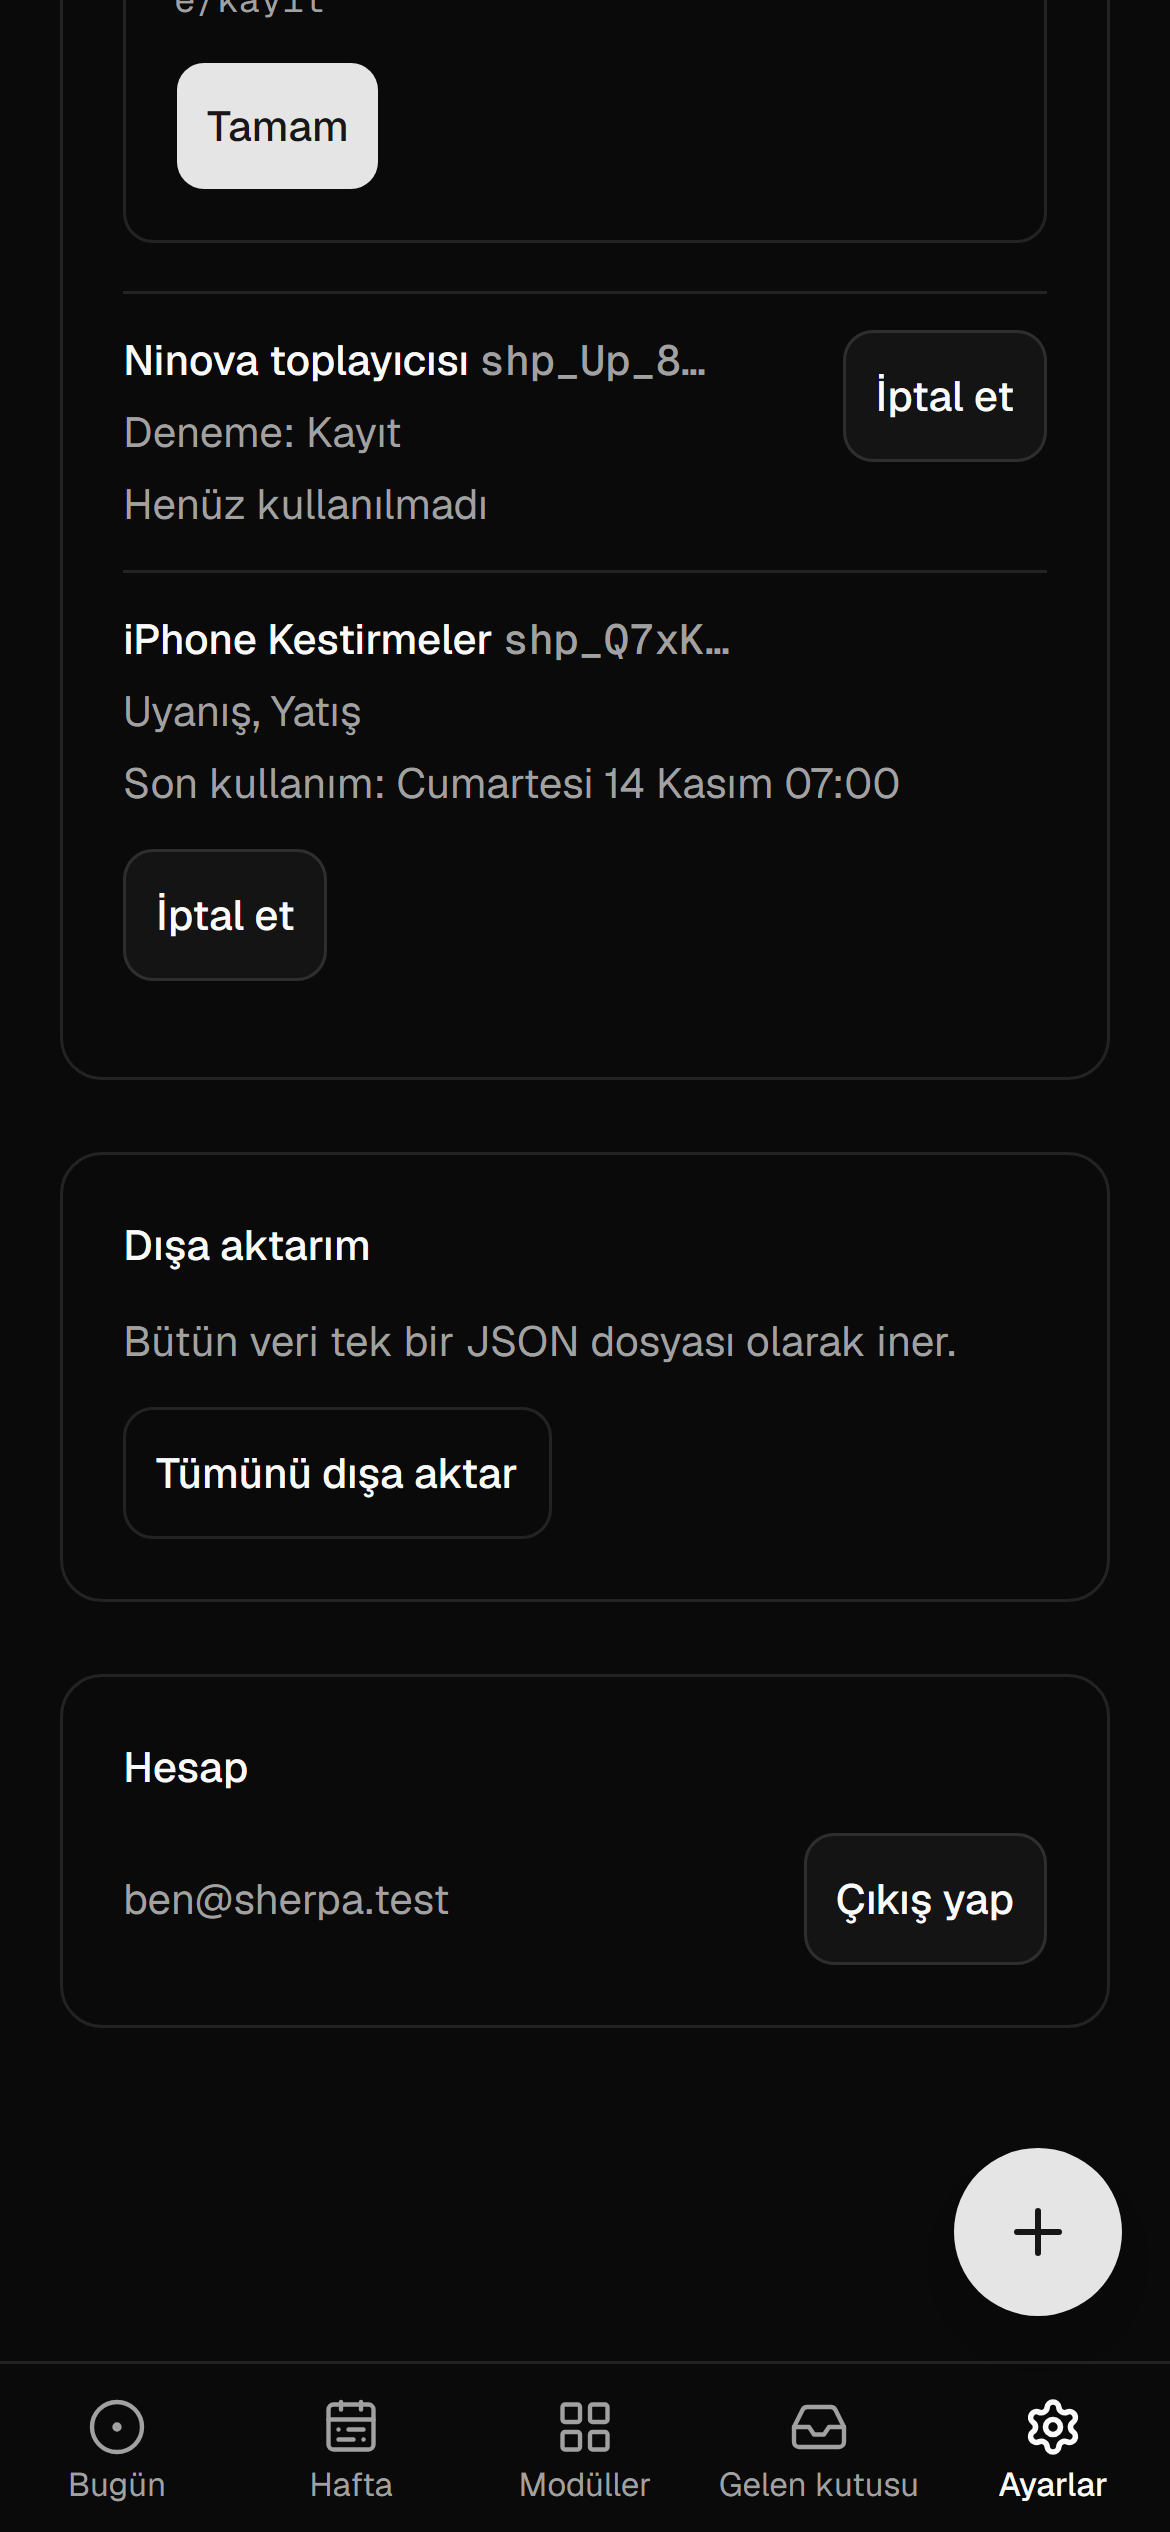 e/kayıt
Tamam
Ninova toplayıcısı shp_Up_8…
İptal et
Deneme: Kayıt
Henüz kullanılmadı
iPhone Kestirmeler shp_Q7xK…
Uyanış, Yatış
Son kullanım: Cumartesi 14 Kasım 07:00
İptal et
Dışa aktarım
Bütün veri tek bir JSON dosyası olarak iner.
Tümünü dışa aktar
Hesap
ben@sherpa.test
Çıkış yap
Bugün
Hafta
Modüller
Gelen kutusu
Ayarlar